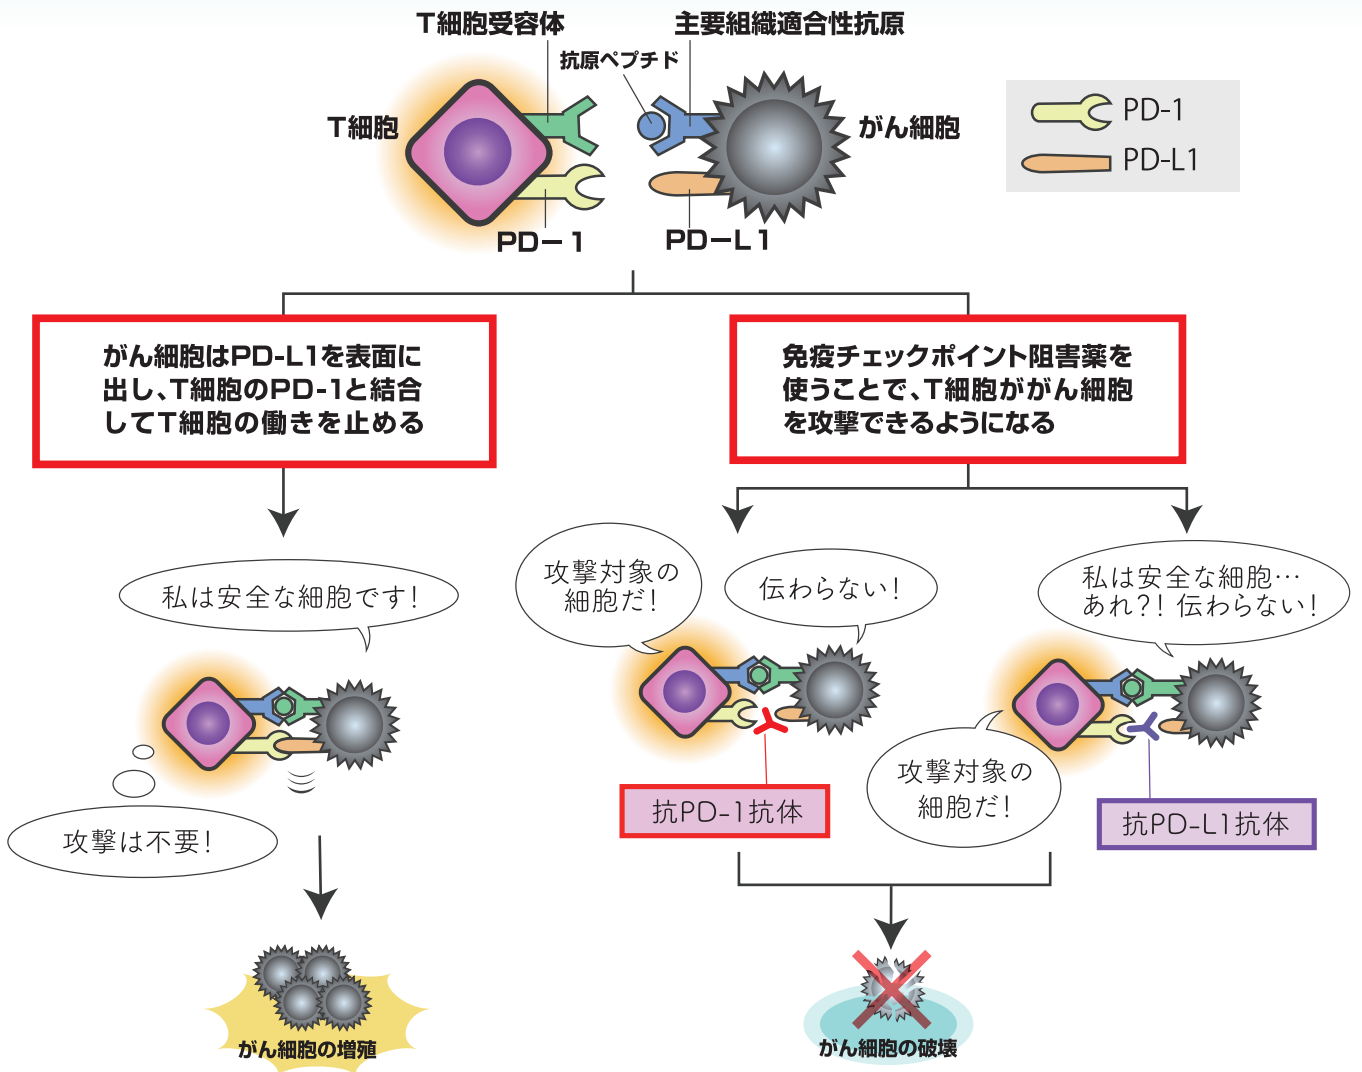 T細胞受容体
主要組織適合性抗原
抗原ペプチド
T細胞
がん細胞
PD-1
PD-L1
PD-1
PD-L1
がん細胞はPD-L1を表面に
出し、T細胞のPD-1と結合
してT細胞の働きを止める
免疫チェックポイント阻害薬を
使うことで、T細胞ががん細胞
を攻撃できるようになる
私は安全な細胞です!
攻撃対象の
細胞だ!
伝わらない!
私は安全な細胞…
あれ?! 伝わらない!
攻撃は不要!
抗PD-1抗体
攻撃対象の
細胞だ!
抗PD-L1抗体
がん細胞の増殖
がん細胞の破壊